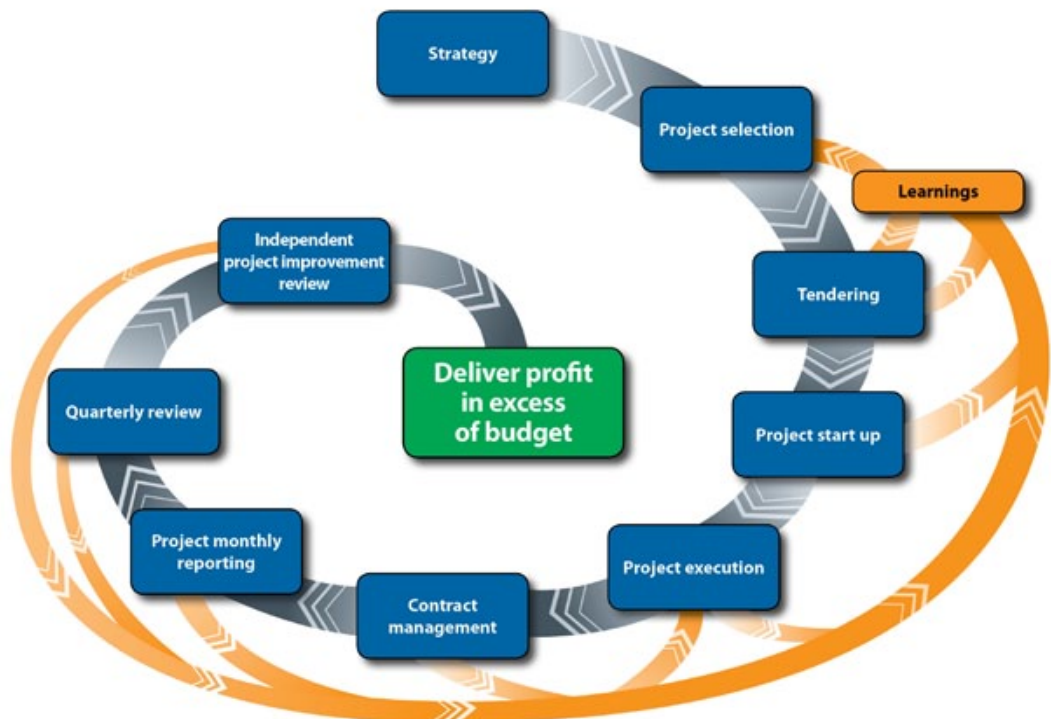 Strategy
Project selection
Learnings
Tendering
Project start up
Project execution
Contract
management
Project monthly
reporting
Quarterly review
Independent
project improvement
review
Deliver profit
in excess
of budget